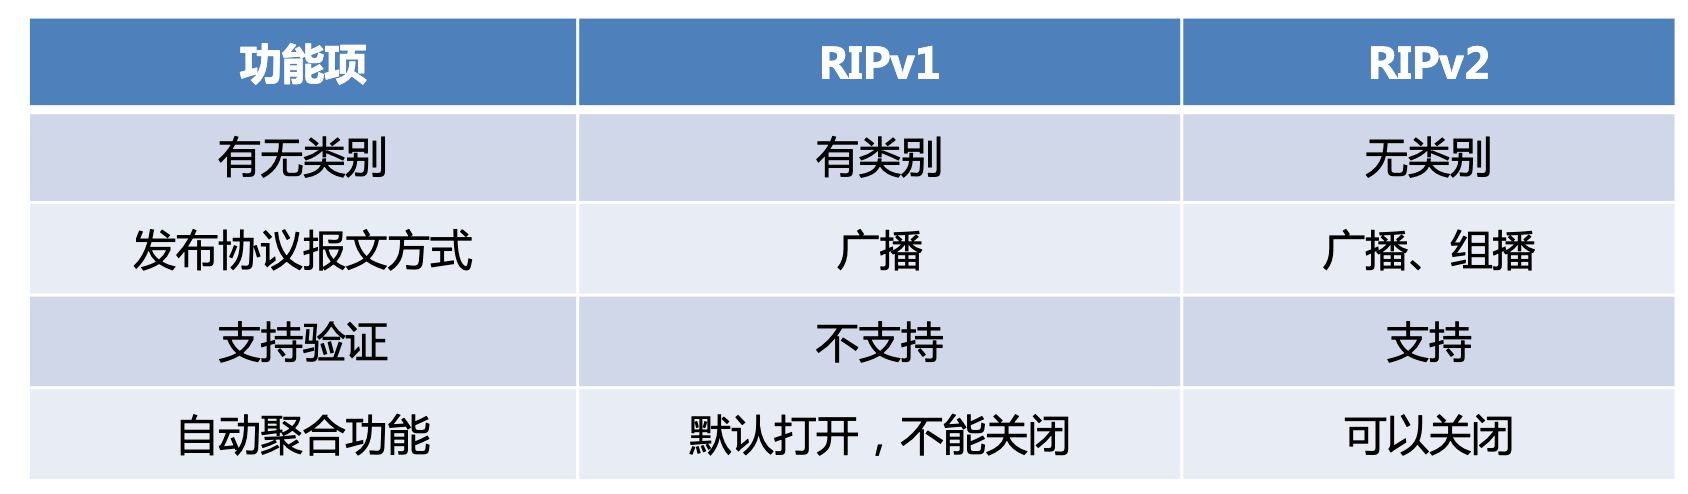 功能项 RIPv1 RIPv2
有无类别 有类别 无类别
发布协议报文方式 广播 广播、组播
支持验证 不支持 支持
自动聚合功能 默认打开，不能关闭 可以关闭